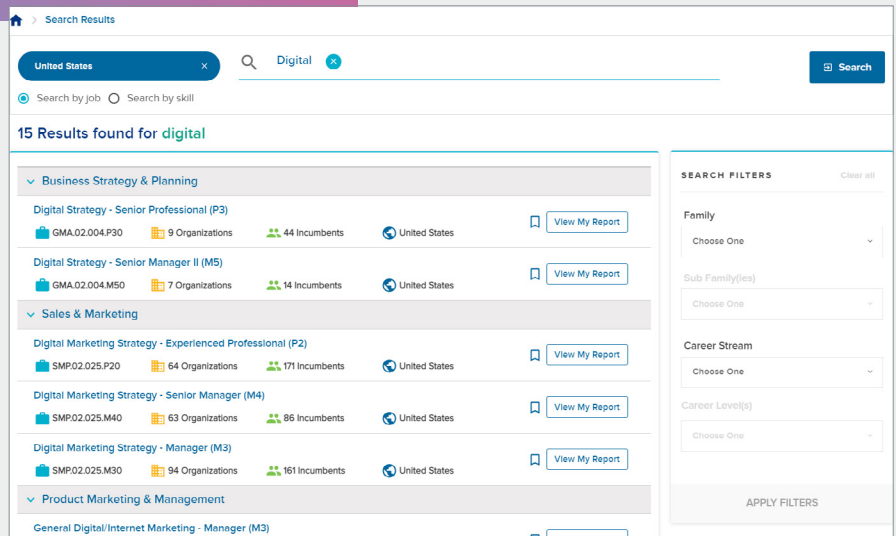 Search Results
United States
Digital
Search
Search by job Search by skill
15 Results found for digital
Business Strategy & Planning
Digital Strategy - Senior Professional (P3)
GMA.02.004.P30 9 Organizations 44 Incumbents United States
View My Report
Digital Strategy - Senior Manager II (M5)
GMA.02.004.M50 7 Organizations 14 Incumbents United States
View My Report
Sales & Marketing
Digital Marketing Strategy - Experienced Professional (P2)
SMP.02.025.P20 64 Organizations 171 Incumbents United States
View My Report
Digital Marketing Strategy - Senior Manager (M4)
SMP.02.025.M40 63 Organizations 86 Incumbents United States
View My Report
Digital Marketing Strategy - Manager (M3)
SMP.02.025.M30 94 Organizations 161 Incumbents United States
View My Report
Product Marketing & Management
General Digital/Internet Marketing - Manager (M3)
SEARCH FILTERS Clear all
Family
Choose One
Sub Family(ies)
Choose One
Career Stream
Choose One
Career Level(s)
Choose One
APPLY FILTERS